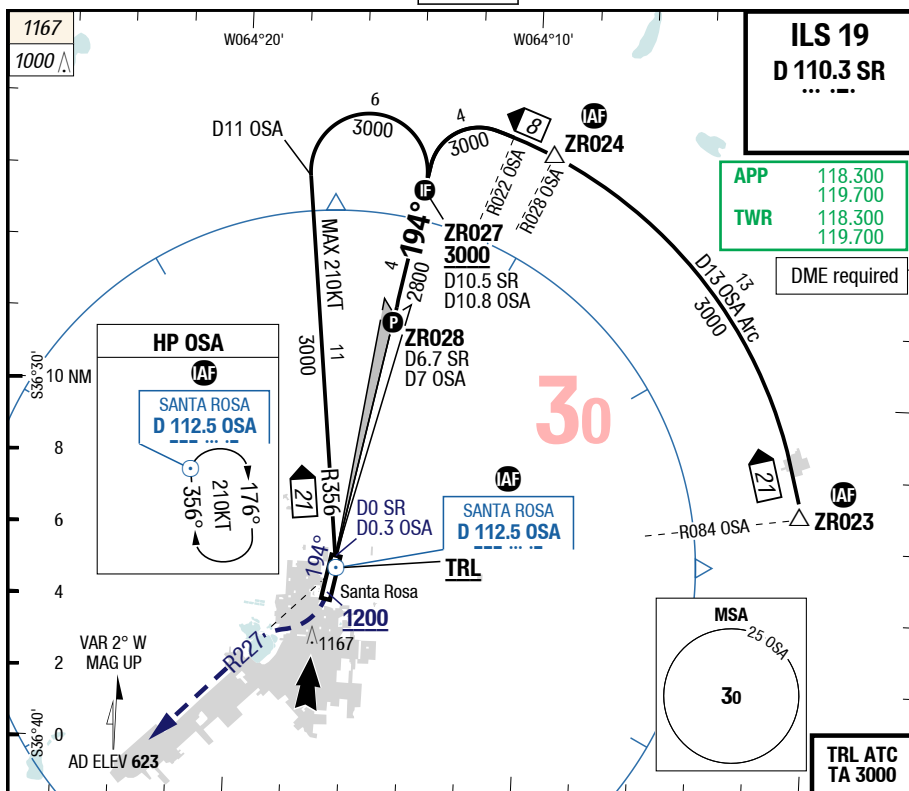 1167
1000
W064°20'
W064°10'
ILS 19
D 110.3 SR
APP 118.300
119.700
TWR 118.300
119.700
DME required
D11 OSA
6
3000
4
3000
8
IAF
ZR024
R022 OSA
R028 OSA
IF
ZR027
3000
D10.5 SR
D10.8 OSA
194°
4
2800
MAX 210KT
11
3000
P
ZR028
D6.7 SR
D7 OSA
13
D13 OSA Arc
3000
S36°30'
10 NM
8
6
4
2
0
S36°40'
HP OSA
IAF
SANTA ROSA
D 112.5 OSA
356°
210KT
176°
30
21
R356
D0 SR
D0.3 OSA
194°
IAF
SANTA ROSA
D 112.5 OSA
TRL
21
IAF
ZR023
R084 OSA
Santa Rosa
1200
1167
R227
VAR 2° W
MAG UP
AD ELEV 623
MSA
25 OSA
30
TRL ATC
TA 3000